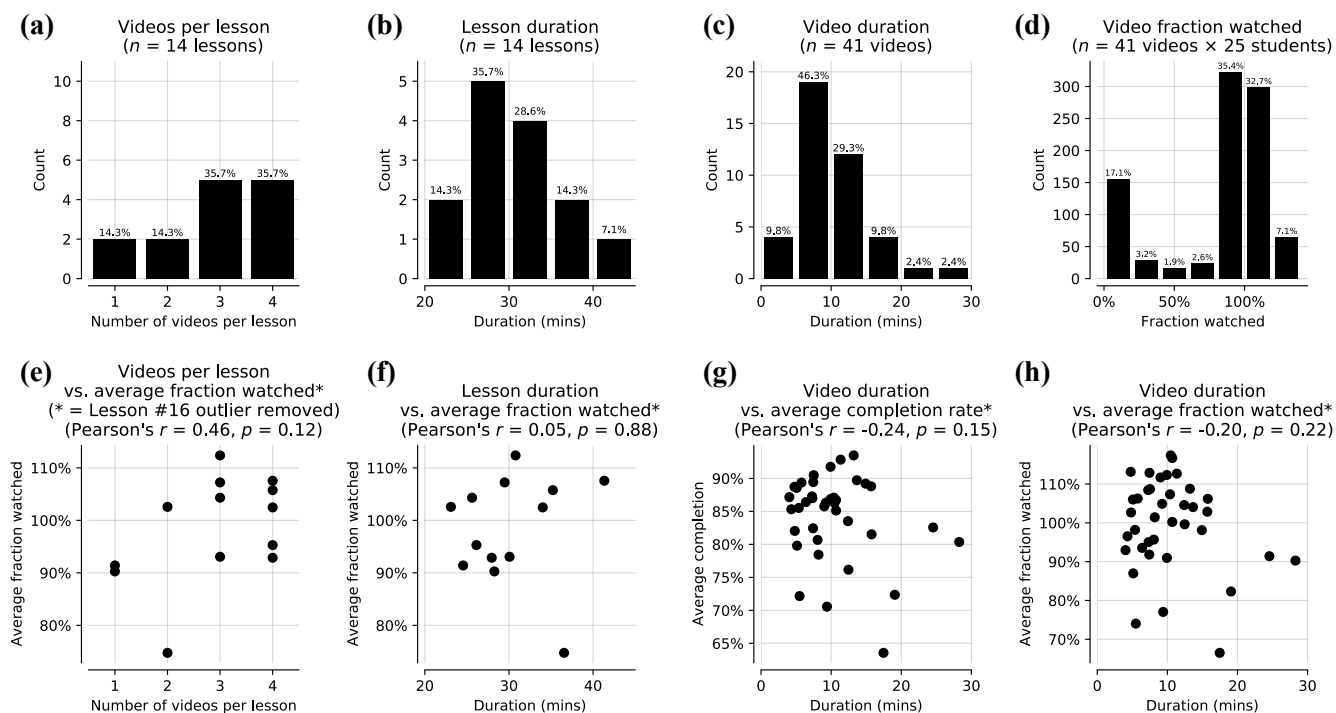 (a)
Videos per lesson
(n = 14 lessons)
10
8
6
4
2
0
Count
14.3%
14.3%
35.7%
35.7%
1 2 3 4
Number of videos per lesson
(b)
Lesson duration
(n = 14 lessons)
5
4
3
2
1
0
Count
14.3%
35.7%
28.6%
14.3%
7.1%
20 30 40
Duration (mins)
(c)
Video duration
(n = 41 videos)
20
15
10
5
0
Count
9.8%
46.3%
29.3%
9.8%
2.4%
2.4%
0 10 20 30
Duration (mins)
(d)
Video fraction watched
(n = 41 videos × 25 students)
300
250
200
150
100
50
0
Count
17.1%
3.2%
1.9%
2.6%
35.4%
32.7%
7.1%
0% 50% 100%
Fraction watched
(e)
Videos per lesson
vs. average fraction watched*
(* = Lesson #16 outlier removed)
(Pearson's r = 0.46, p = 0.12)
110%
100%
90%
80%
Average fraction watched
1 2 3 4
Number of videos per lesson
(f)
Lesson duration
vs. average fraction watched*
(Pearson's r = 0.05, p = 0.88)
110%
100%
90%
80%
Average fraction watched
20 30 40
Duration (mins)
(g)
Video duration
vs. average completion rate*
(Pearson's r = -0.24, p = 0.15)
90%
85%
80%
75%
70%
65%
Average completion
0 10 20 30
Duration (mins)
(h)
Video duration
vs. average fraction watched*
(Pearson's r = -0.20, p = 0.22)
110%
100%
90%
80%
70%
Average fraction watched
0 10 20 30
Duration (mins)